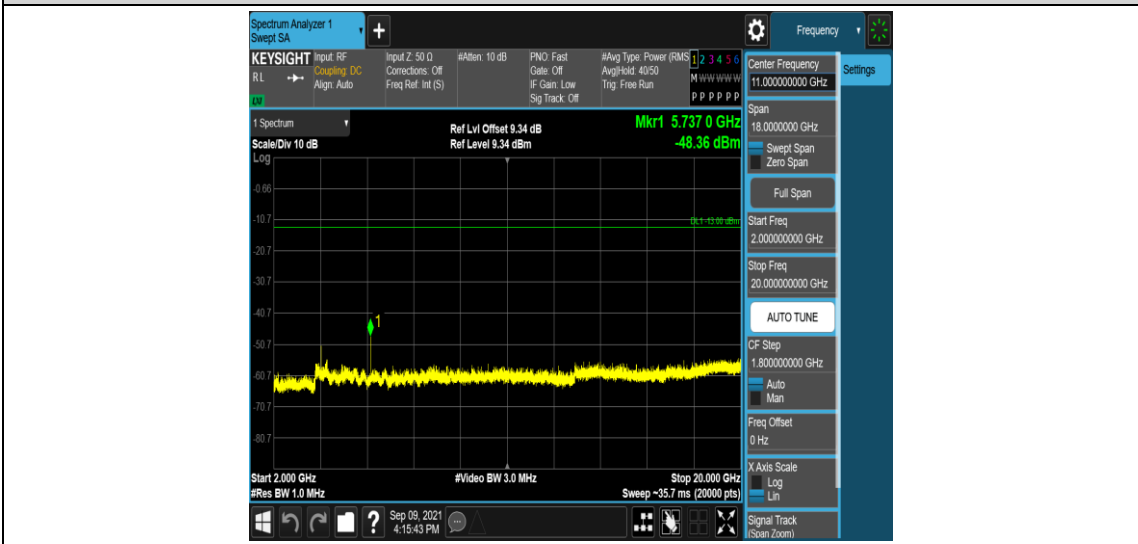 Spectrum Analyzer 1
Swept SA
+
Frequency
KEYSIGHT
Input: RF
Input Z: 50 Ω
#Atten: 10 dB
PNO: Fast
#Avg Type: Power (RMS
1 2 3 4 5 6
RL
Coupling: DC
Corrections: Off
Gate: Off
Avg|Hold: 40/50
M W W W W W
Align: Auto
Freq Ref: Int (S)
IF Gain: Low
Trig: Free Run
Sig Track: Off
P P P P P P
LXI
1 Spectrum
Ref Lvl Offset 9.34 dB
Mkr1 5.737 0 GHz
Scale/Div 10 dB
Ref Level 9.34 dBm
-48.36 dBm
Log
-0.66
-10.7
DL1 -13.00 dBm
-20.7
-30.7
-40.7
1
-50.7
-60.7
-70.7
-80.7
Start 2.000 GHz
#Video BW 3.0 MHz
Stop 20.000 GHz
#Res BW 1.0 MHz
Sweep ~35.7 ms (20000 pts)
?
Sep 09, 2021
4:15:43 PM
Center Frequency
11.000000000 GHz
Settings
Span
18.0000000 GHz
Swept Span
Zero Span
Full Span
Start Freq
2.000000000 GHz
Stop Freq
20.000000000 GHz
AUTO TUNE
CF Step
1.800000000 GHz
Auto
Man
Freq Offset
0 Hz
X Axis Scale
Log
Lin
Signal Track
(Span Zoom)